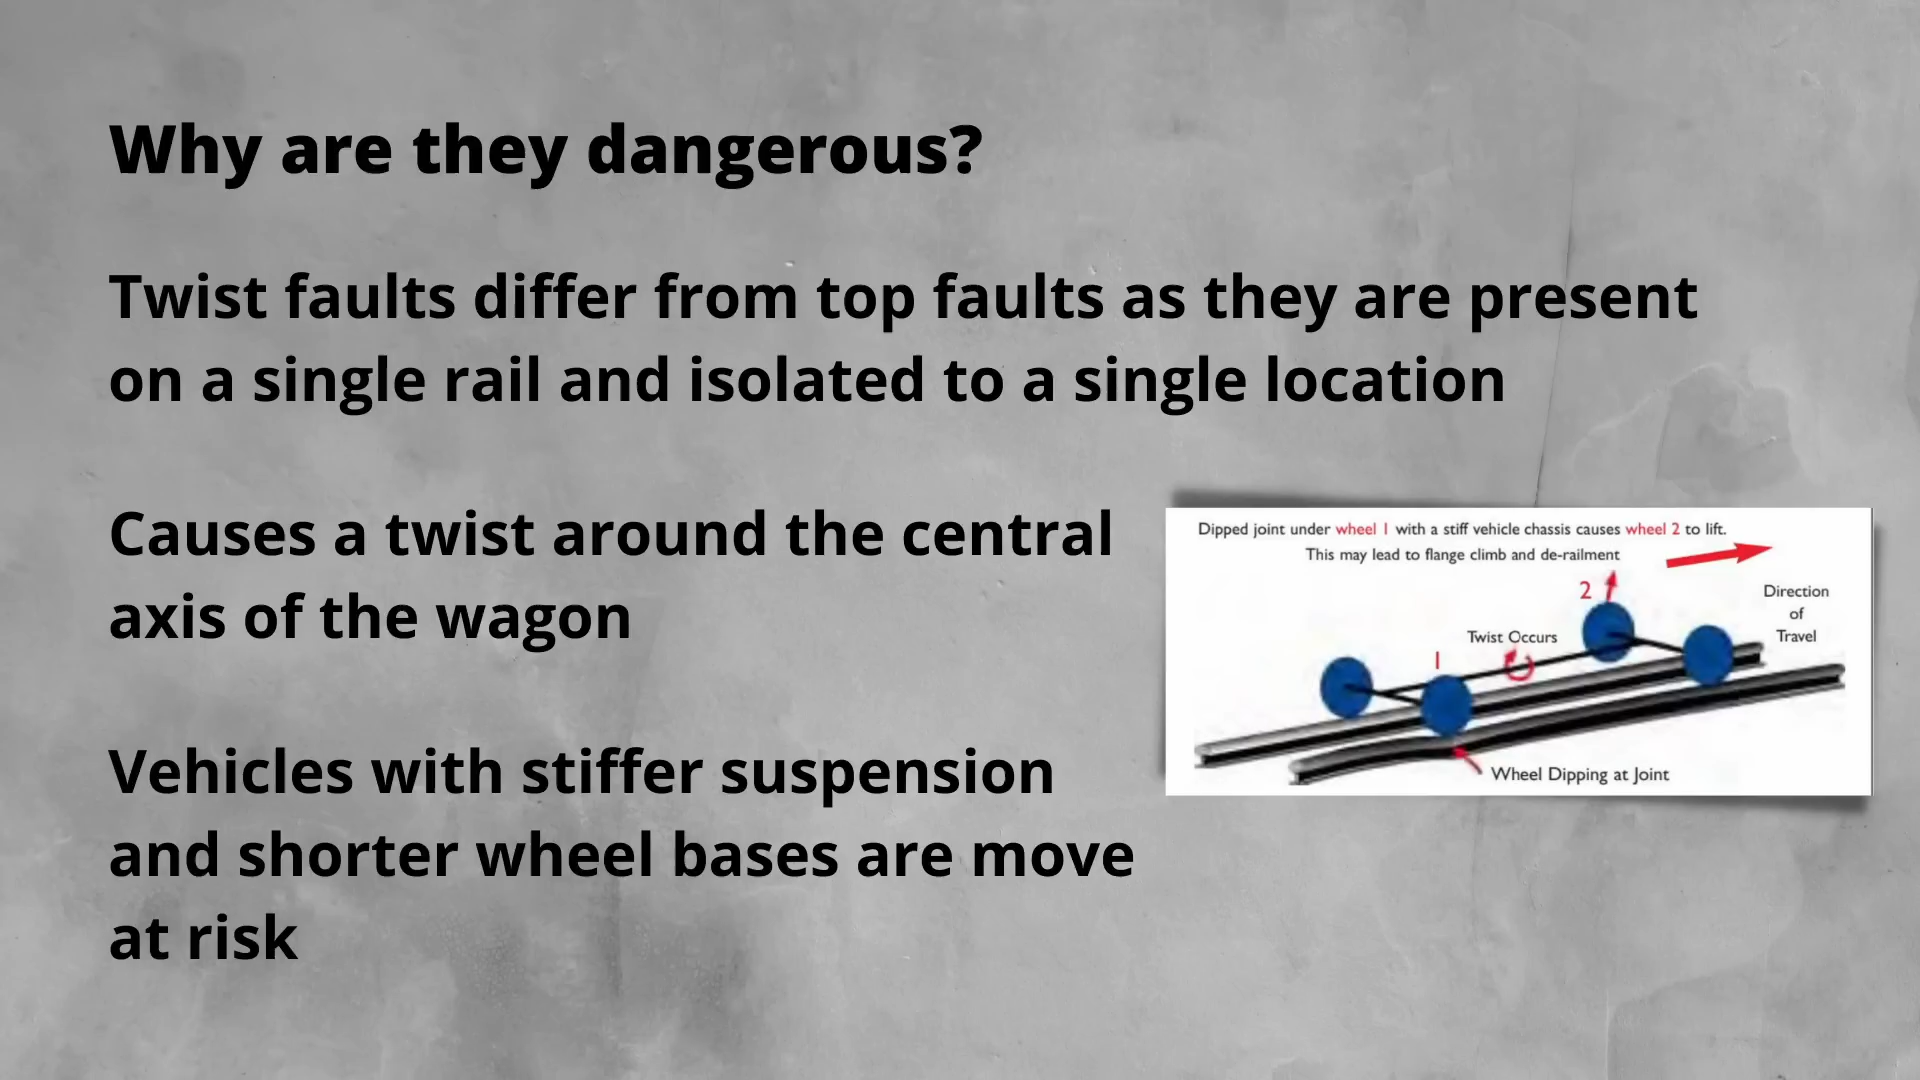 Why are they dangerous?
Twist faults differ from top faults as they are present
on a single rail and isolated to a single location
Causes a twist around the central
axis of the wagon
Vehicles with stiffer suspension
and shorter wheel bases are move
at risk
Dipped joint under wheel 1 with a stiff vehicle chassis causes wheel 2 to lift.
This may lead to flange climb and de-railment
2
Direction
of
Travel
Twist Occurs
1
Wheel Dipping at Joint